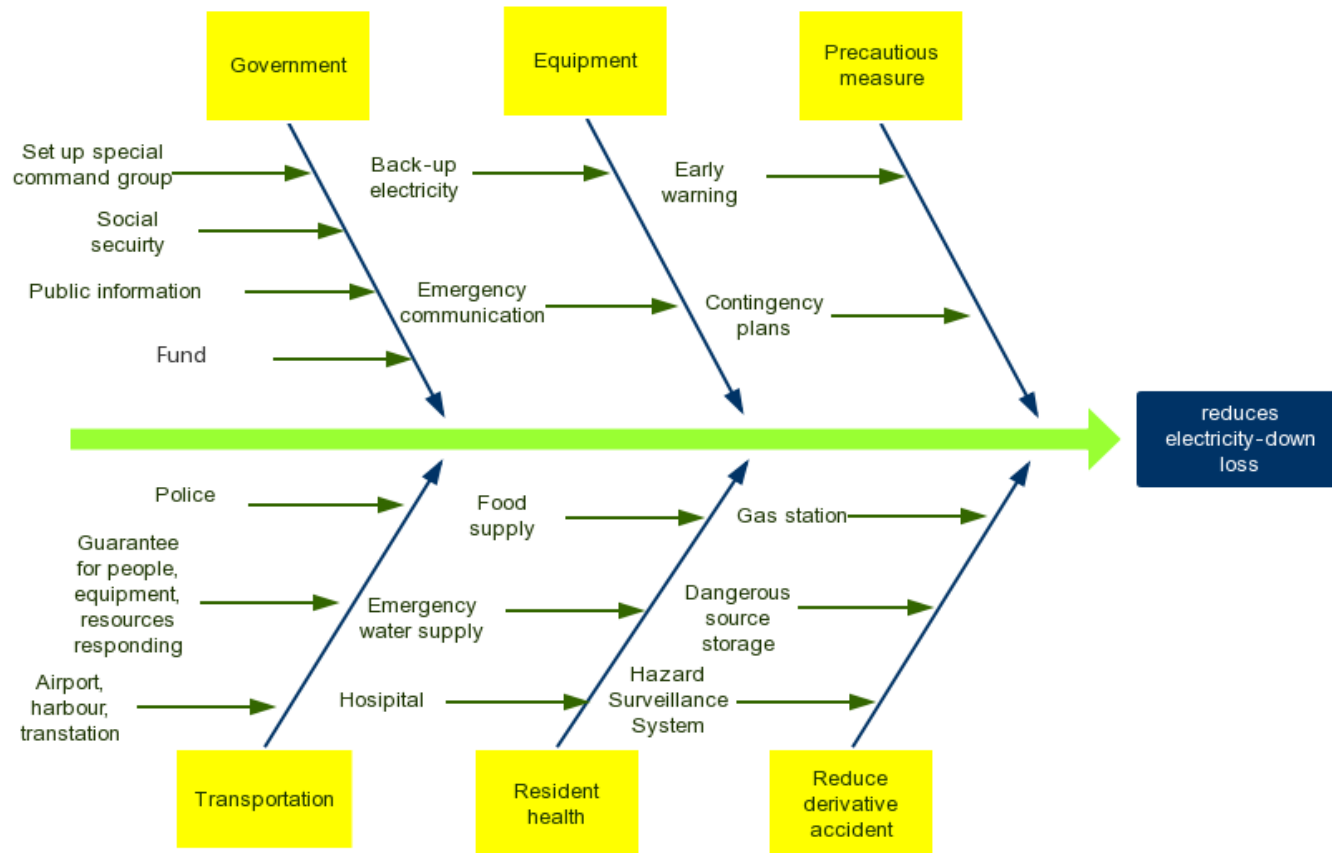 Government
Equipment
Precautious
measure
Set up special
command group
Social
secuirty
Public information
Fund
Back-up
electricity
Emergency
communication
Early
warning
Contingency
plans
reduces
electricity-down
loss
Police
Guarantee
for people,
equipment,
resources
responding
Airport,
harbour,
transtation
Food
supply
Emergency
water supply
Hosipital
Gas station
Dangerous
source
storage
Hazard
Surveillance
System
Transportation
Resident
health
Reduce
derivative
accident